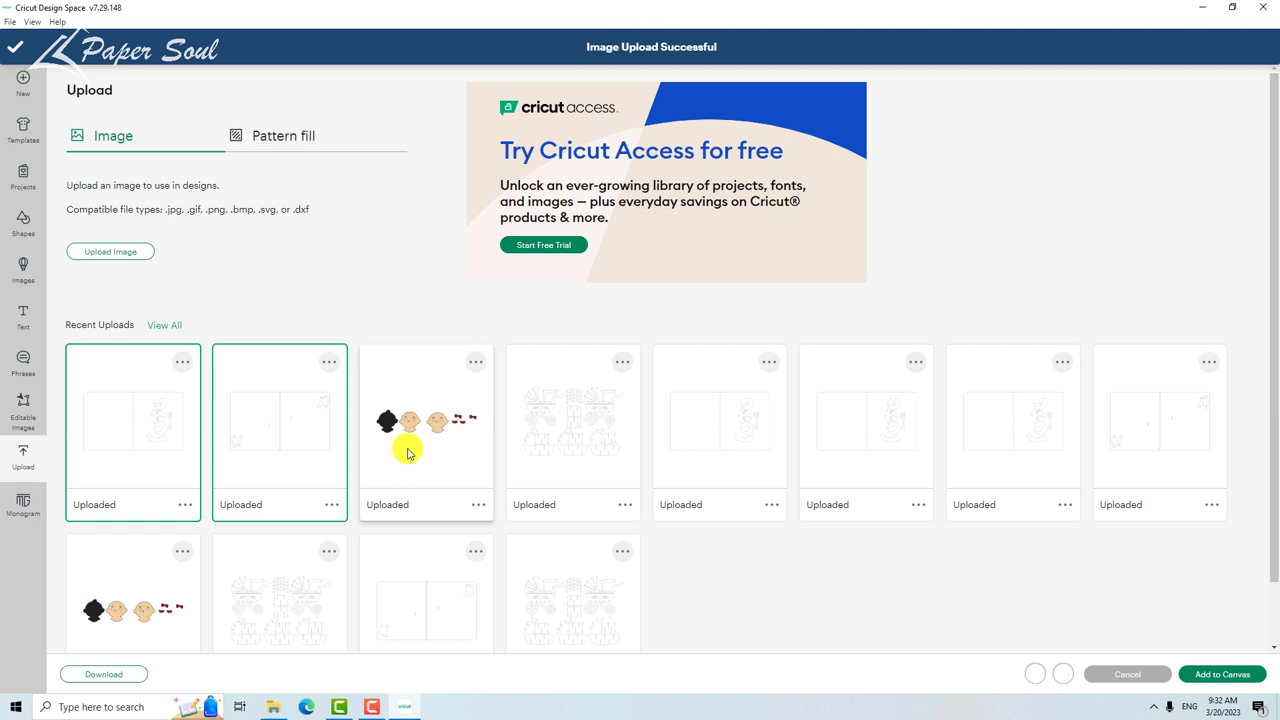 Cricut Design Space v7.29.148
File View Help
Paper Soul
Image Upload Successful
New
Templates
Projects
Shapes
Images
Text
Phrases
Editable
Images
Upload
Monogram
Upload
Image Pattern fill
Upload an image to use in designs.
Compatible file types: .jpg, .gif, .png, .bmp, .svg, or .dxf
Upload Image
a cricut access.
Try Cricut Access for free
Unlock an ever-growing library of projects, fonts,
and images — plus everyday savings on Cricut®
products & more.
Start Free Trial
Recent Uploads View All
Uploaded Uploaded Uploaded Uploaded Uploaded Uploaded Uploaded Uploaded
Download Cancel Add to Canvas
Type here to search
cricut
ENG
9:32 AM
3/20/2023
1